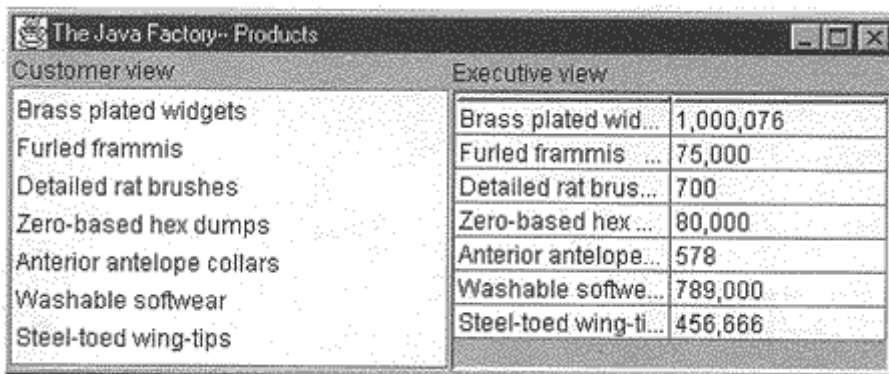 The Java Factory-- Products
Customer view
Brass plated widgets
Furled frammis
Detailed rat brushes
Zero-based hex dumps
Anterior antelope collars
Washable softwear
Steel-toed wing-tips
Executive view
Brass plated wid... 1,000,076
Furled frammis ... 75,000
Detailed rat brus... 700
Zero-based hex ... 80,000
Anterior antelope... 578
Washable softwe... 789,000
Steel-toed wing-ti... 456,666